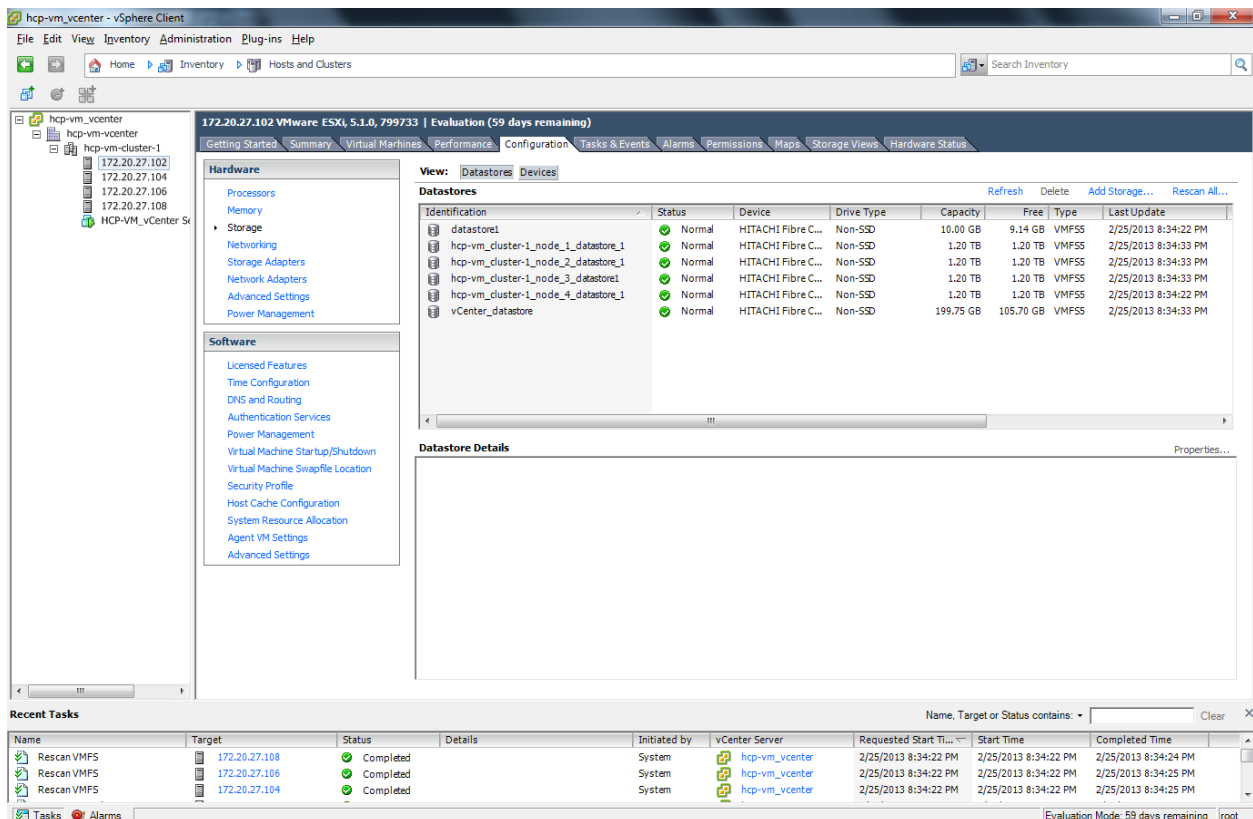 hcp-vm_vcenter - vSphere Client
File Edit View Inventory Administration Plug-ins Help
Home Inventory Hosts and Clusters Search Inventory
hcp-vm_vcenter
hcp-vm-vcenter
hcp-vm-cluster-1
172.20.27.102
172.20.27.104
172.20.27.106
172.20.27.108
HCP-VM_vCenter Se
172.20.27.102 VMware ESXi, 5.1.0, 799733 | Evaluation (59 days remaining)
Getting Started Summary Virtual Machines Performance Configuration Tasks & Events Alarms Permissions Maps Storage Views Hardware Status
Hardware
Processors
Memory
Storage
Networking
Storage Adapters
Network Adapters
Advanced Settings
Power Management
Software
Licensed Features
Time Configuration
DNS and Routing
Authentication Services
Power Management
Virtual Machine Startup/Shutdown
Virtual Machine Swapfile Location
Security Profile
Host Cache Configuration
System Resource Allocation
Agent VM Settings
Advanced Settings
View: Datastores Devices
Datastores Refresh Delete Add Storage... Rescan All...
Identification Status Device Drive Type Capacity Free Type Last Update
datastore1 Normal HITACHI Fibre C... Non-SSD 10.00 GB 9.14 GB VMFS5 2/25/2013 8:34:22 PM
hcp-vm_cluster-1_node_1_datastore_1 Normal HITACHI Fibre C... Non-SSD 1.20 TB 1.20 TB VMFS5 2/25/2013 8:34:33 PM
hcp-vm_cluster-1_node_2_datastore_1 Normal HITACHI Fibre C... Non-SSD 1.20 TB 1.20 TB VMFS5 2/25/2013 8:34:33 PM
hcp-vm_cluster-1_node_3_datastore1 Normal HITACHI Fibre C... Non-SSD 1.20 TB 1.20 TB VMFS5 2/25/2013 8:34:33 PM
hcp-vm_cluster-1_node_4_datastore_1 Normal HITACHI Fibre C... Non-SSD 1.20 TB 1.20 TB VMFS5 2/25/2013 8:34:22 PM
vCenter_datastore Normal HITACHI Fibre C... Non-SSD 199.75 GB 105.70 GB VMFS5 2/25/2013 8:34:33 PM
Datastore Details Properties...
Recent Tasks Name, Target or Status contains: Clear
Name Target Status Details Initiated by vCenter Server Requested Start Ti... Start Time Completed Time
Rescan VMFS 172.20.27.108 Completed System hcp-vm_vcenter 2/25/2013 8:34:22 PM 2/25/2013 8:34:22 PM 2/25/2013 8:34:24 PM
Rescan VMFS 172.20.27.106 Completed System hcp-vm_vcenter 2/25/2013 8:34:22 PM 2/25/2013 8:34:22 PM 2/25/2013 8:34:25 PM
Rescan VMFS 172.20.27.104 Completed System hcp-vm_vcenter 2/25/2013 8:34:22 PM 2/25/2013 8:34:22 PM 2/25/2013 8:34:25 PM
Tasks Alarms Evaluation Mode: 59 days remaining root